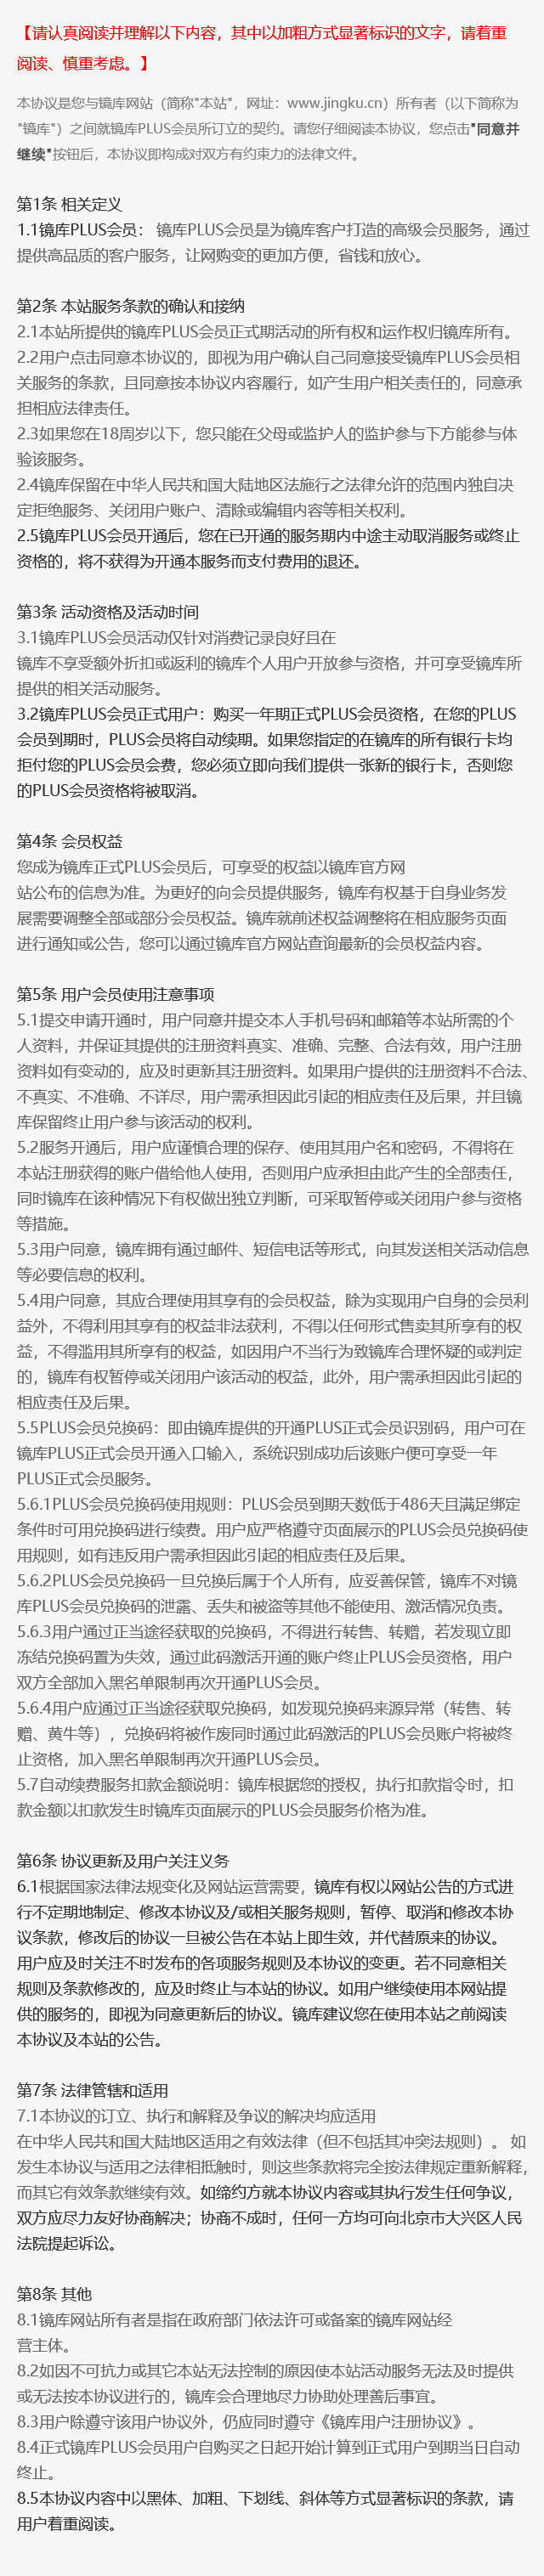 【请认真阅读并理解以下内容，其中以加粗方式显著标识的文字，请着重
阅读、慎重考虑。】
本协议是您与镜库网站（简称"本站"，网址：www.jingku.cn）所有者（以下简称为
"镜库"）之间就镜库PLUS会员所订立的契约。请您仔细阅读本协议，您点击"同意并
继续"按钮后，本协议即构成对双方有约束力的法律文件。
第1条 相关定义
1.1镜库PLUS会员： 镜库PLUS会员是为镜库客户打造的高级会员服务，通过
提供高品质的客户服务，让网购变的更加方便，省钱和放心。
第2条 本站服务条款的确认和接纳
2.1本站所提供的镜库PLUS会员正式期活动的所有权和运作权归镜库所有。
2.2用户点击同意本协议的，即视为用户确认自己同意接受镜库PLUS会员相
关服务的条款，且同意按本协议内容履行，如产生用户相关责任的，同意承
担相应法律责任。
2.3如果您在18周岁以下，您只能在父母或监护人的监护参与下方能参与体
验该服务。
2.4镜库保留在中华人民共和国大陆地区法施行之法律允许的范围内独自决
定拒绝服务、关闭用户账户、清除或编辑内容等相关权利。
2.5镜库PLUS会员开通后，您在已开通的服务期内中途主动取消服务或终止
资格的，将不获得为开通本服务而支付费用的退还。
第3条 活动资格及活动时间
3.1镜库PLUS会员活动仅针对消费记录良好且在
镜库不享受额外折扣或返利的镜库个人用户开放参与资格，并可享受镜库所
提供的相关活动服务。
3.2镜库PLUS会员正式用户：购买一年期正式PLUS会员资格，在您的PLUS
会员到期时，PLUS会员将自动续期。如果您指定的在镜库的所有银行卡均
拒付您的PLUS会员会费，您必须立即向我们提供一张新的银行卡，否则您
的PLUS会员资格将被取消。
第4条 会员权益
您成为镜库正式PLUS会员后，可享受的权益以镜库官方网
站公布的信息为准。为更好的向会员提供服务，镜库有权基于自身业务发
展需要调整全部或部分会员权益。镜库就前述权益调整将在相应服务页面
进行通知或公告，您可以通过镜库官方网站查询最新的会员权益内容。
第5条 用户会员使用注意事项
5.1提交申请开通时，用户同意并提交本人手机号码和邮箱等本站所需的个
人资料，并保证其提供的注册资料真实、准确、完整、合法有效，用户注册
资料如有变动的，应及时更新其注册资料。如果用户提供的注册资料不合法、
不真实、不准确、不详尽，用户需承担因此引起的相应责任及后果，并且镜
库保留终止用户参与该活动的权利。
5.2服务开通后，用户应谨慎合理的保存、使用其用户名和密码，不得将在
本站注册获得的账户借给他人使用，否则用户应承担由此产生的全部责任，
同时镜库在该种情况下有权做出独立判断，可采取暂停或关闭用户参与资格
等措施。
5.3用户同意，镜库拥有通过邮件、短信电话等形式，向其发送相关活动信息
等必要信息的权利。
5.4用户同意，其应合理使用其享有的会员权益，除为实现用户自身的会员利
益外，不得利用其享有的权益非法获利，不得以任何形式售卖其所享有的权
益，不得滥用其所享有的权益，如因用户不当行为致镜库合理怀疑的或判定
的，镜库有权暂停或关闭用户该活动的权益，此外，用户需承担因此引起的
相应责任及后果。
5.5PLUS会员兑换码：即由镜库提供的开通PLUS正式会员识别码，用户可在
镜库PLUS正式会员开通入口输入，系统识别成功后该账户便可享受一年
PLUS正式会员服务。
5.6.1PLUS会员兑换码使用规则：PLUS会员到期天数低于486天且满足绑定
条件时可用兑换码进行续费。用户应严格遵守页面展示的PLUS会员兑换码使
用规则，如有违反用户需承担因此引起的相应责任及后果。
5.6.2PLUS会员兑换码一旦兑换后属于个人所有，应妥善保管，镜库不对镜
库PLUS会员兑换码的泄露、丢失和被盗等其他不能使用、激活情况负责。
5.6.3用户通过正当途径获取的兑换码，不得进行转售、转赠，若发现立即
冻结兑换码置为失效，通过此码激活开通的账户终止PLUS会员资格，用户
双方全部加入黑名单限制再次开通PLUS会员。
5.6.4用户应通过正当途径获取兑换码，如发现兑换码来源异常（转售、转
赠、黄牛等），兑换码将被作废同时通过此码激活的PLUS会员账户将被终
止资格，加入黑名单限制再次开通PLUS会员。
5.7自动续费服务扣款金额说明：镜库根据您的授权，执行扣款指令时，扣
款金额以扣款发生时镜库页面展示的PLUS会员服务价格为准。
第6条 协议更新及用户关注义务
6.1根据国家法律法规变化及网站运营需要，镜库有权以网站公告的方式进
行不定期地制定、修改本协议及/或相关服务规则，暂停、取消和修改本协
议条款，修改后的协议一旦被公告在本站上即生效，并代替原来的协议。
用户应及时关注不时发布的各项服务规则及本协议的变更。若不同意相关
规则及条款修改的，应及时终止与本站的协议。如用户继续使用本网站提
供的服务的，即视为同意更新后的协议。镜库建议您在使用本站之前阅读
本协议及本站的公告。
第7条 法律管辖和适用
7.1本协议的订立、执行和解释及争议的解决均应适用
在中华人民共和国大陆地区适用之有效法律（但不包括其冲突法规则）。 如
发生本协议与适用之法律相抵触时，则这些条款将完全按法律规定重新解释，
而其它有效条款继续有效。如缔约方就本协议内容或其执行发生任何争议，
双方应尽力友好协商解决；协商不成时，任何一方均可向北京市大兴区人民
法院提起诉讼。
第8条 其他
8.1镜库网站所有者是指在政府部门依法许可或备案的镜库网站经
营主体。
8.2如因不可抗力或其它本站无法控制的原因使本站活动服务无法及时提供
或无法按本协议进行的，镜库会合理地尽力协助处理善后事宜。
8.3用户除遵守该用户协议外，仍应同时遵守《镜库用户注册协议》。
8.4正式镜库PLUS会员用户自购买之日起开始计算到正式用户到期当日自动
终止。
8.5本协议内容中以黑体、加粗、下划线、斜体等方式显著标识的条款，请
用户着重阅读。